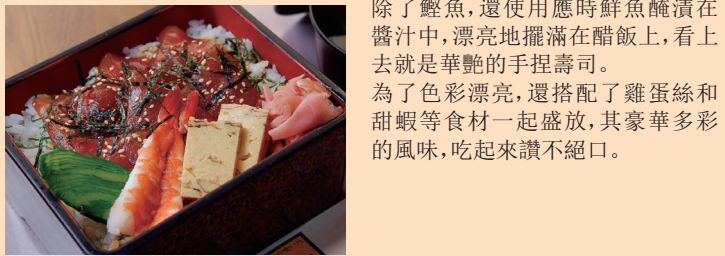 除了鰹魚,還使用應時鮮魚醃漬在
醬汁中,漂亮地擺滿在醋飯上,看上
去就是華艷的手捏壽司。
為了色彩漂亮,還搭配了雞蛋絲和
甜蝦等食材一起盛放,其豪華多彩
的風味,吃起來讚不絕口。